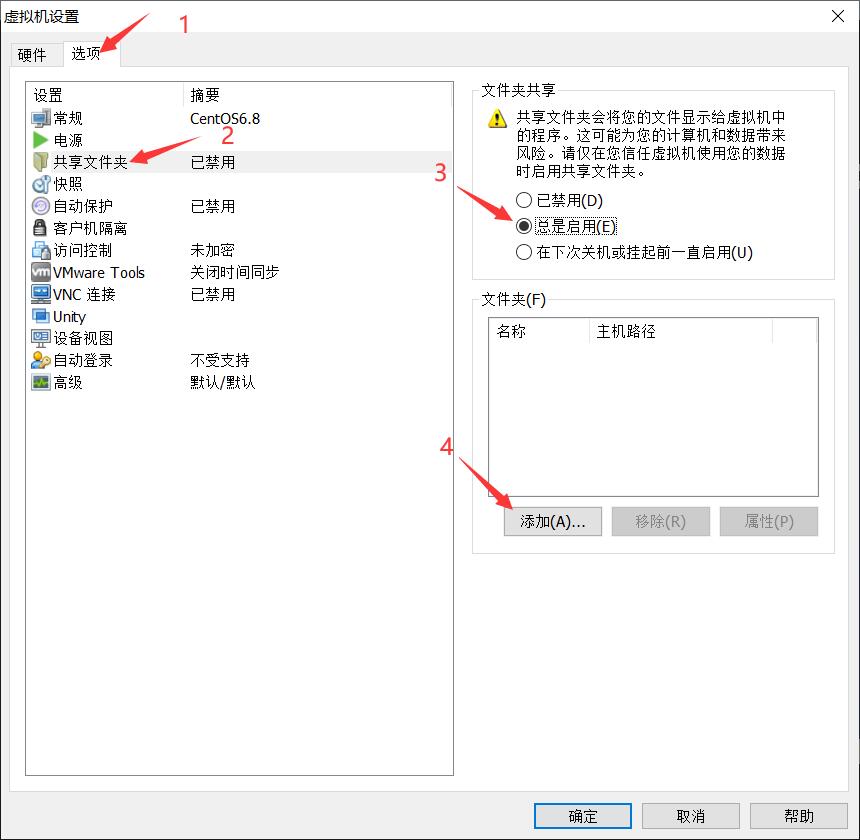 虚拟机设置
1
硬件 选项
设置 摘要
常规 CentOS6.8
电源
2
共享文件夹 已禁用
快照
自动保护 已禁用
客户机隔离
访问控制 未加密
VMware Tools 关闭时间同步
VNC 连接 已禁用
Unity
设备视图
自动登录 不受支持
高级 默认/默认
文件夹共享
共享文件夹会将您的文件显示给虚拟机中
的程序。这可能为您的计算机和数据带来
风险。请仅在您信任虚拟机使用您的数据
时启用共享文件夹。
3
已禁用(D)
总是启用(E)
在下次关机或挂起前一直启用(U)
文件夹(F)
名称 主机路径
4
添加(A)... 移除(R) 属性(P)
确定 取消 帮助